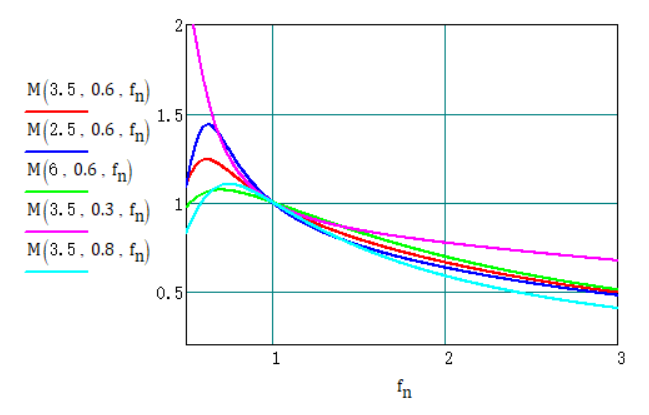 2
M(3.5 , 0.6 , fn)
1.5
M(2.5 , 0.6 , fn)
M(6 , 0.6 , fn)
M(3.5 , 0.3 , fn)
1
M(3.5 , 0.8 , fn)
0.5
1 2 3
fn